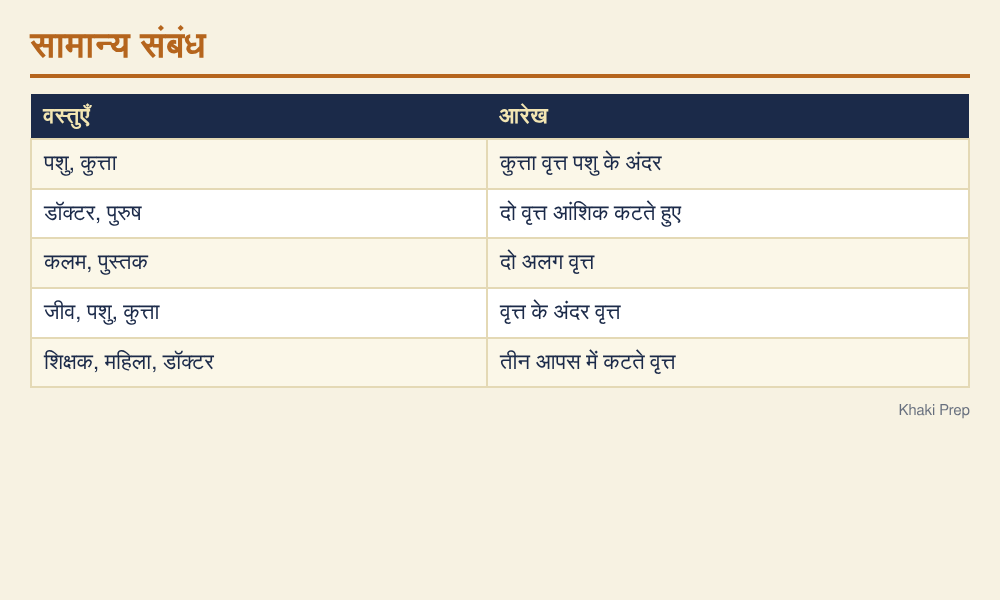 सामान्य संबंध
वस्तुएँ आरेख
पशु, कुत्ता कुत्ता वृत्त पशु के अंदर
डॉक्टर, पुरुष दो वृत्त आंशिक कटते हुए
कलम, पुस्तक दो अलग वृत्त
जीव, पशु, कुत्ता वृत्त के अंदर वृत्त
शिक्षक, महिला, डॉक्टर तीन आपस में कटते वृत्त
Khaki Prep